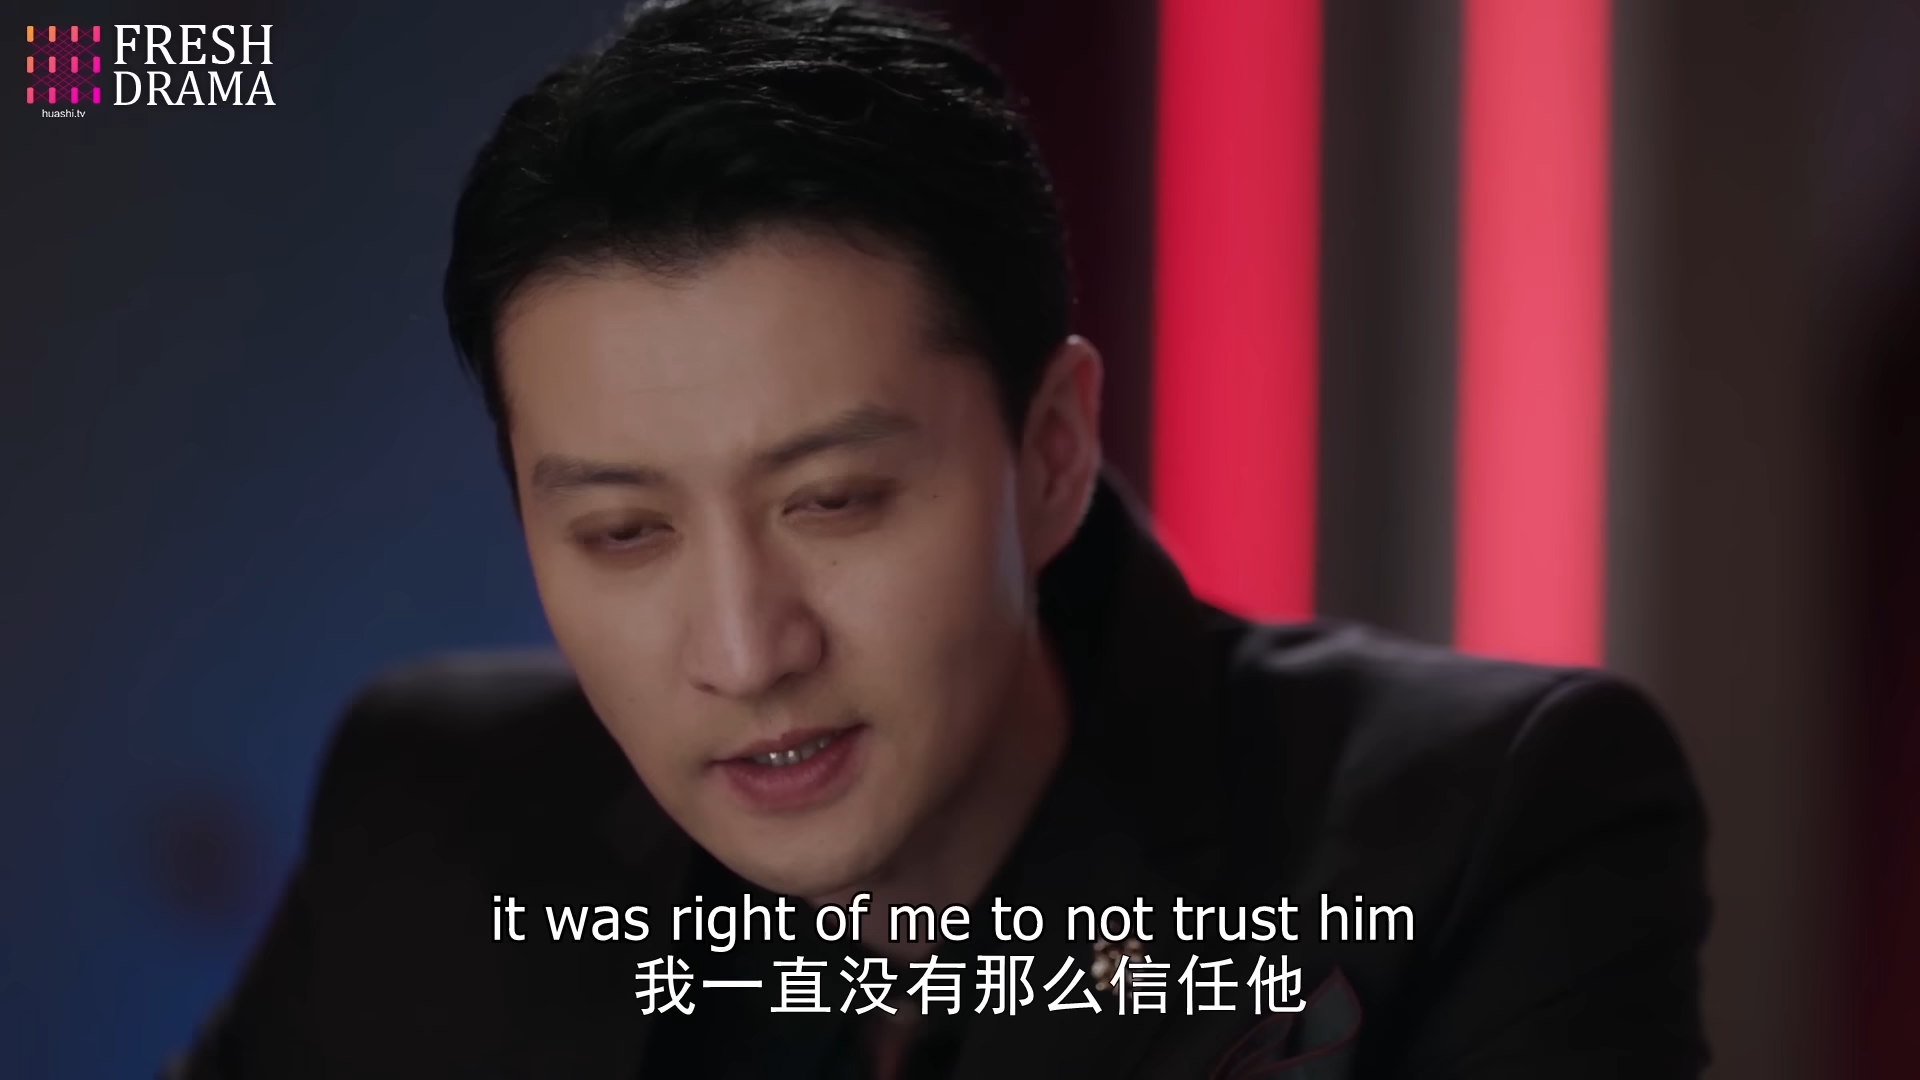 FRESH
DRAMA
huashi.tv
it was right of me to not trust him
我一直没有那么信任他